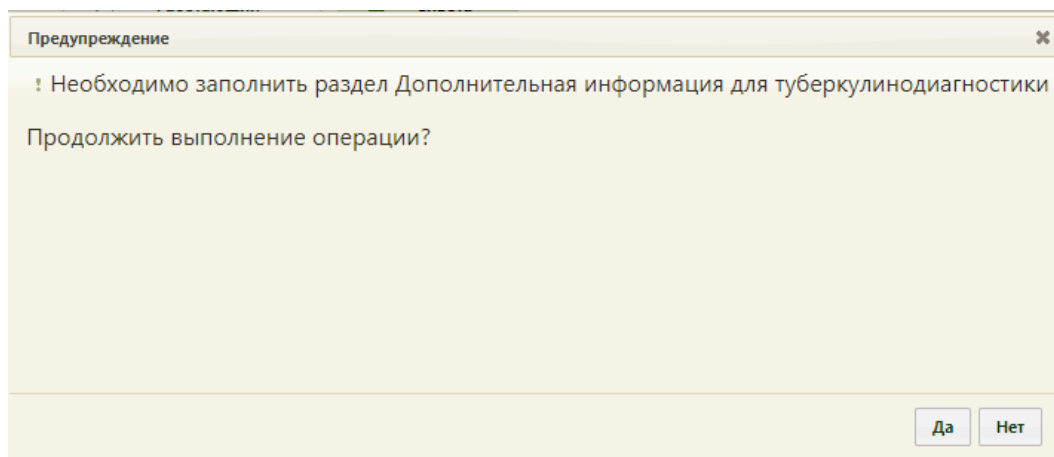 Предупреждение
! Необходимо заполнить раздел Дополнительная информация для туберкулинодиагностики
Продолжить выполнение операции?
Да Нет